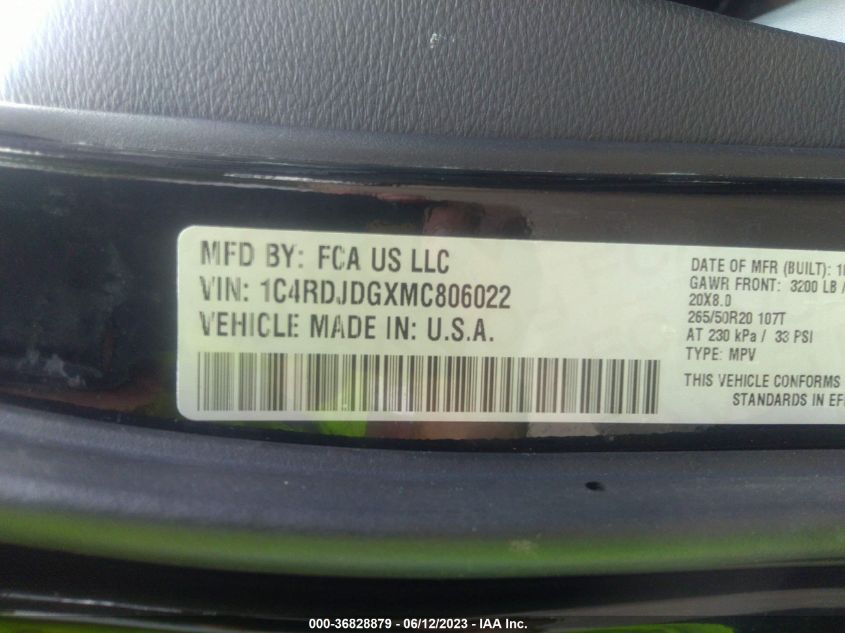 MFD BY: FCA US LLC
VIN: 1C4RDJDGXMC806022
VEHICLE MADE IN: U.S.A.
DATE OF MFR (BUILT):
GAWR FRONT: 3200 LB /
20X8.0
265/50R20 107T
AT 230 kPa / 33 PSI
TYPE: MPV
THIS VEHICLE CONFORMS
STANDARDS IN
000-36828879 - 06/12/2023 - IAA Inc.